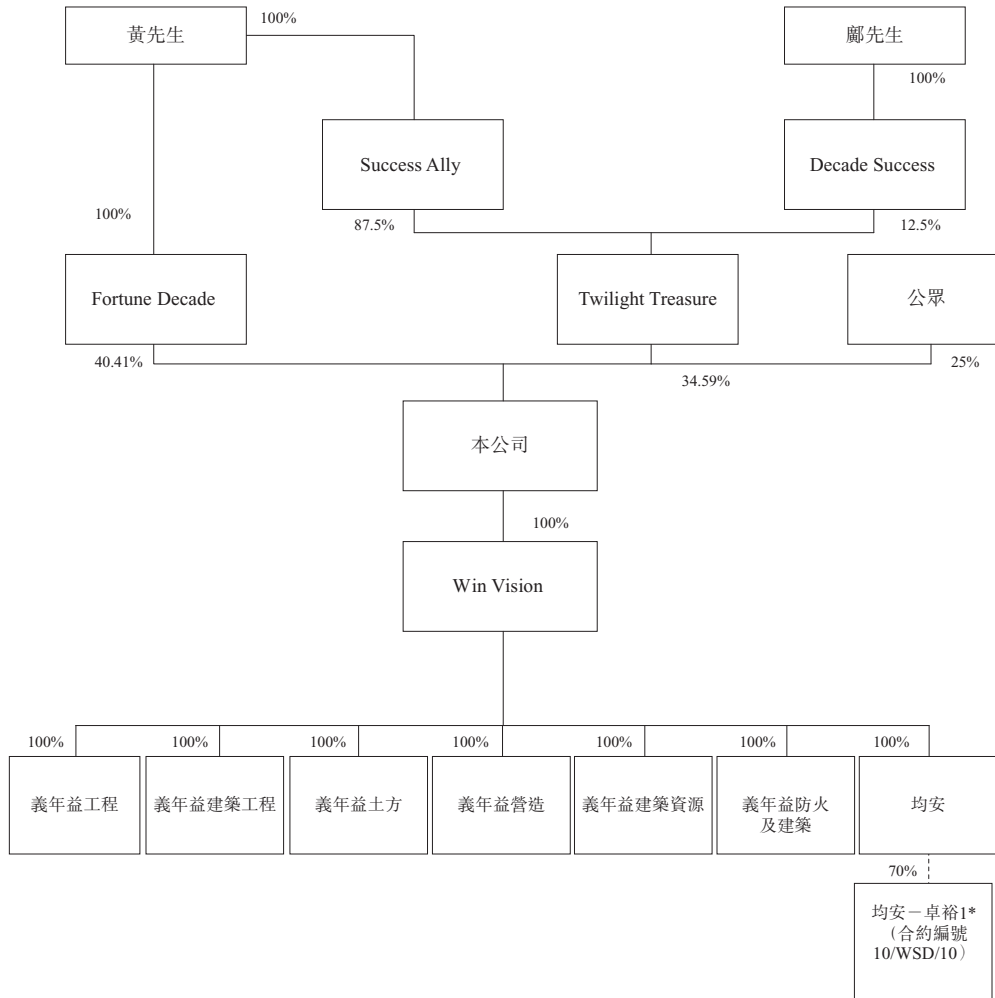 黃先生
100%
鄺先生
100%
Success Ally
Decade Success
100%
87.5%
12.5%
Fortune Decade
Twilight Treasure
公眾
40.41%
34.59%
25%
本公司
100%
Win Vision
100%
100%
100%
100%
100%
100%
100%
義年益工程
義年益建築工程
義年益土方
義年益營造
義年益建築資源
義年益防火
及建築
均安
70%
均安－卓裕1*
（合約編號
10/WSD/10）